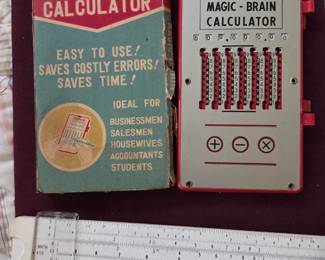 CALCULATOR
EASY TO USE!
SAVES COSTLY ERRORS!
SAVES TIME!
IDEAL FOR
BUSINESSMEN
SALESMEN
HOUSEWIVES
ACCOUNTANTS
STUDENTS
MAGIC-BRAIN
CALCULATOR